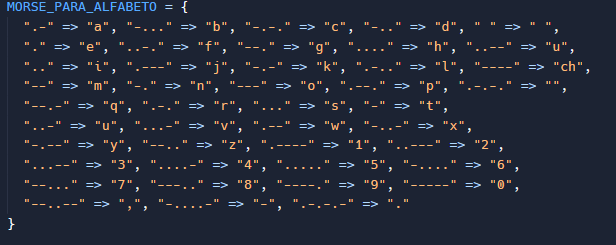 MORSE_PARA_ALFABETO = {
".-" => "a", "-..." => "b", "-.-." => "c", "-.." => "d", " " => " ",
"." => "e", "..-." => "f", "--." => "g", "...." => "h", "..--" => "u",
".." => "i", ".---" => "j", "-.-" => "k", ".-.." => "l", "----" => "ch",
"--" => "m", "-." => "n", "---" => "o", ".--." => "p", ".-.-." => "",
"--.-" => "q", ".-." => "r", "..." => "s", "-" => "t",
"..-" => "u", "...-" => "v", ".--" => "w", "-..-" => "x",
"-.--" => "y", "--.." => "z", ".----" => "1", "..---" => "2",
"...--" => "3", "....-" => "4", "....." => "5", "-...." => "6",
"--..." => "7", "---.." => "8", "----." => "9", "-----" => "0",
"--..--" => ",", "-....-" => "-", ".-.-.-" => "."
}